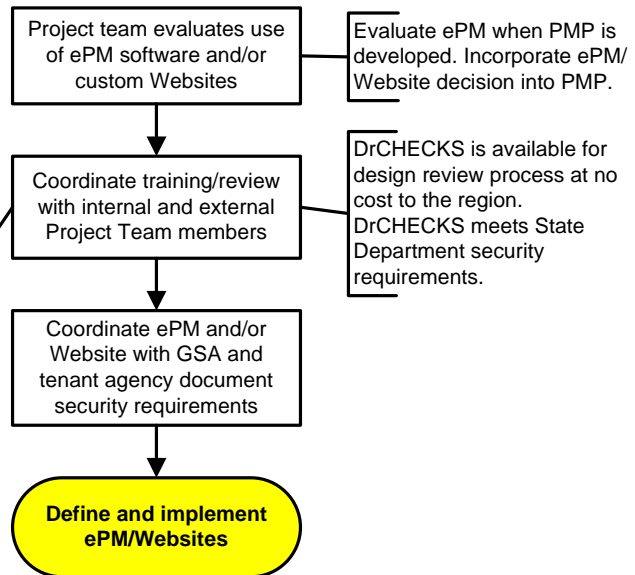 Project team evaluates use
of ePM software and/or
custom Websites
Evaluate ePM when PMP is
developed. Incorporate ePM/
Website decision into PMP.
Coordinate training/review
with internal and external
Project Team members
DrCHECKS is available for
design review process at no
cost to the region.
DrCHECKS meets State
Department security
requirements.
Coordinate ePM and/or
Website with GSA and
tenant agency document
security requirements
Define and implement
ePM/Websites